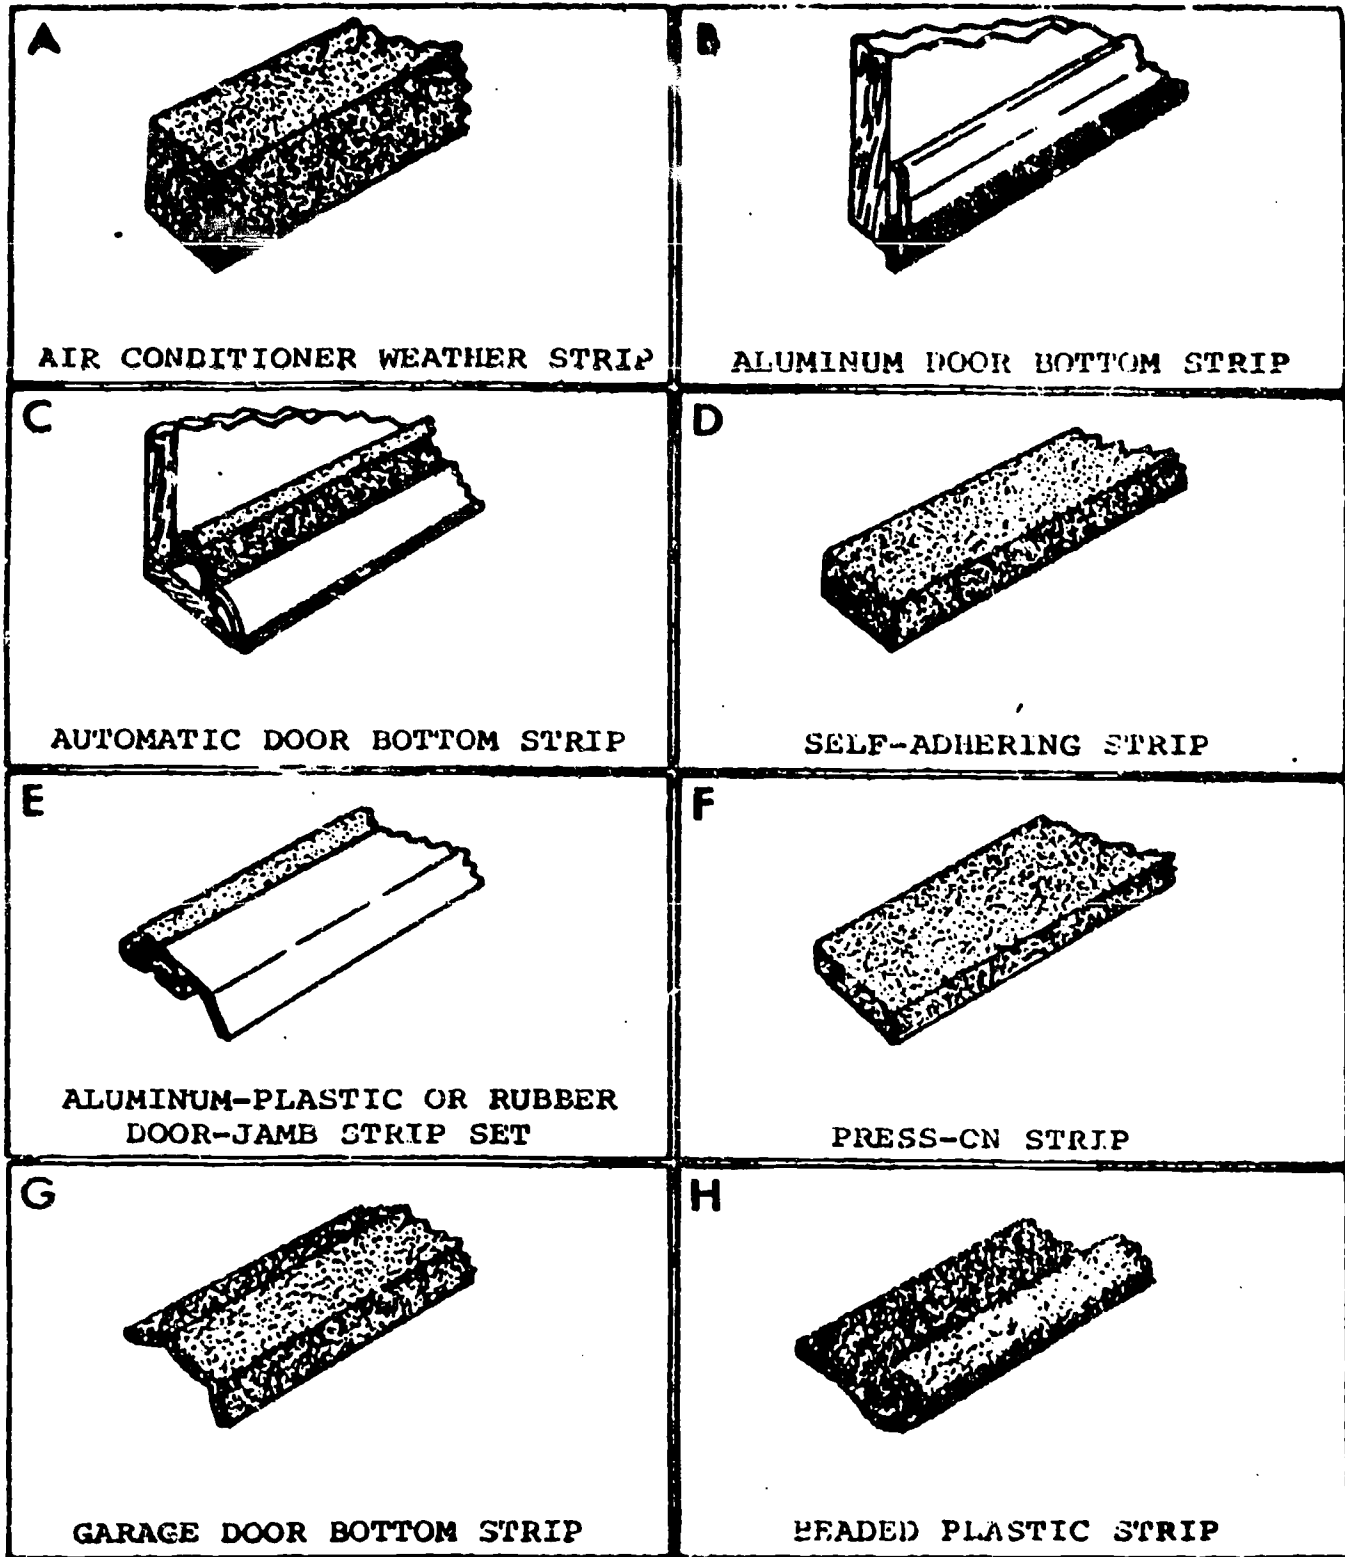 A
AIR CONDITIONER WEATHER STRIP
B
ALUMINUM DOOR BOTTOM STRIP
C
AUTOMATIC DOOR BOTTOM STRIP
D
SELF-ADHERING STRIP
E
ALUMINUM-PLASTIC OR RUBBER
DOOR-JAMB STRIP SET
F
PRESS-ON STRIP
G
GARAGE DOOR BOTTOM STRIP
H
BEADED PLASTIC STRIP